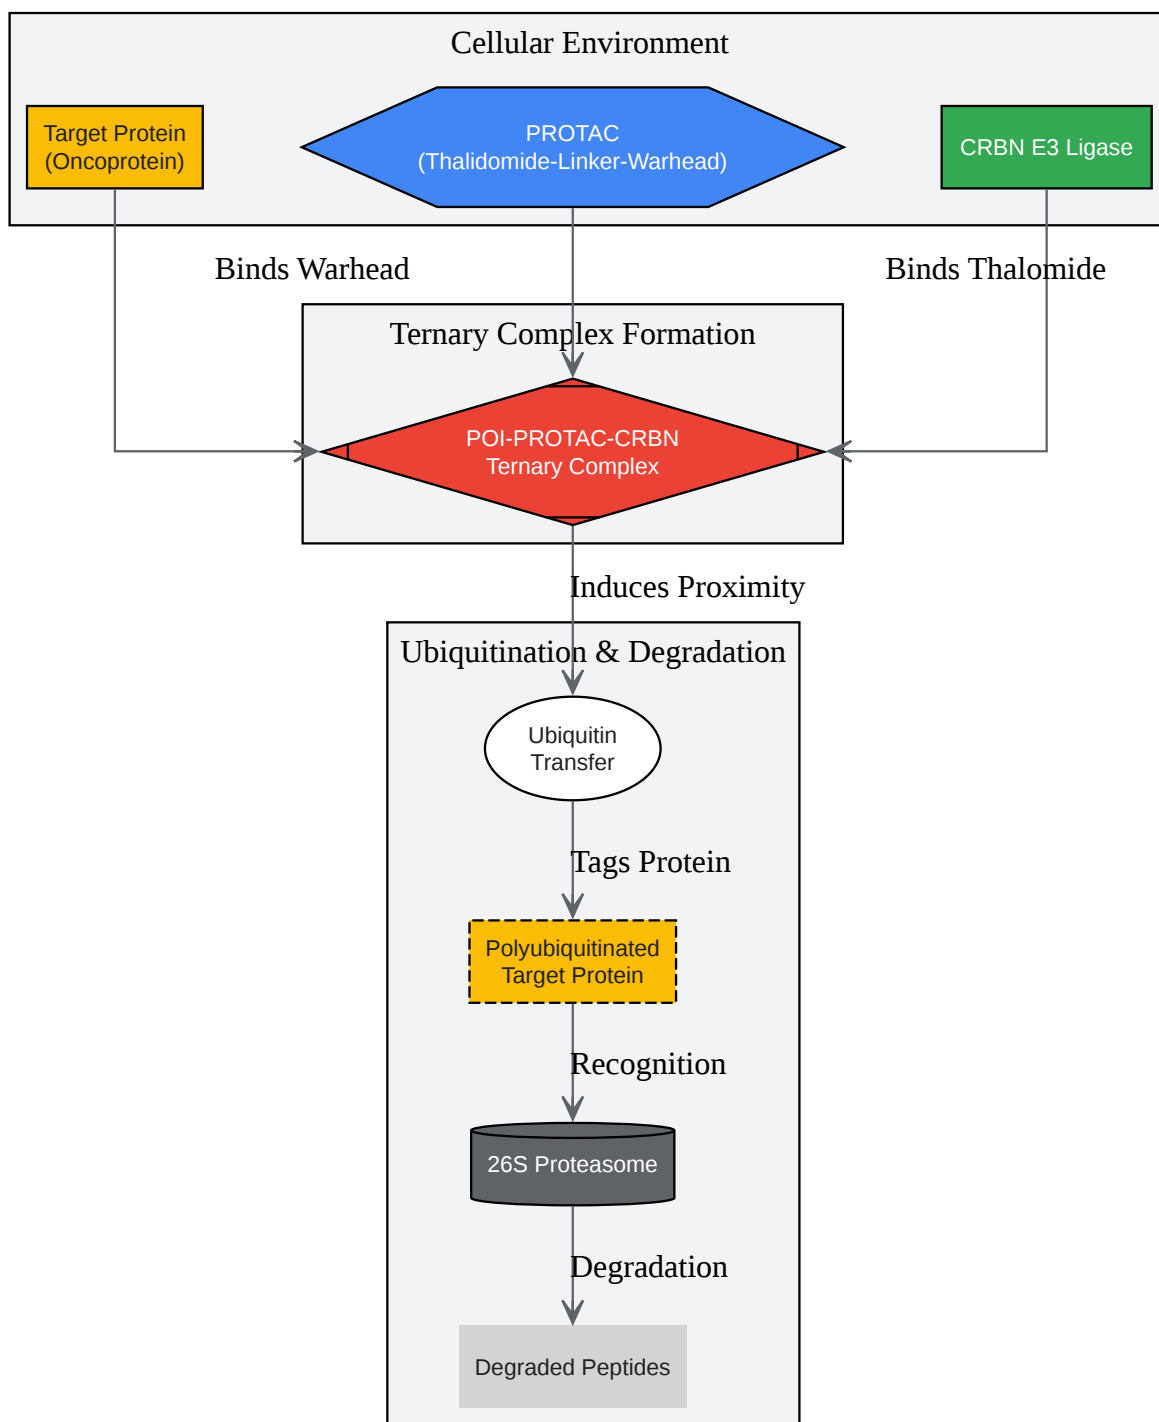 Cellular Environment
Target Protein
(Oncoprotein)
PROTAC
(Thalidomide-Linker-Warhead)
CRBN E3 Ligase
Binds Warhead
Binds Thalomide
Ternary Complex Formation
POI-PROTAC-CRBN
Ternary Complex
Induces Proximity
Ubiquitination & Degradation
Ubiquitin
Transfer
Tags Protein
Polyubiquitinated
Target Protein
Recognition
26S Proteasome
Degradation
Degraded Peptides